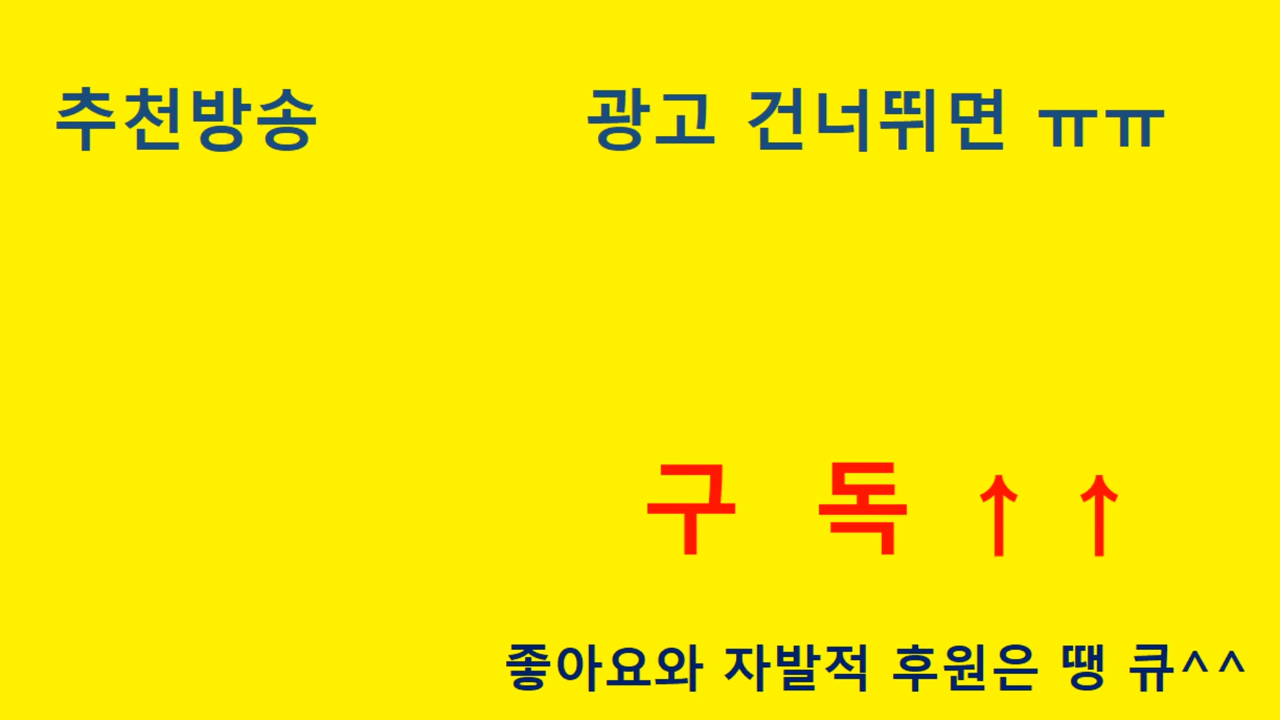 추천방송
광고 건너뛰면 ㅠㅠ
구 독 ↑ ↑
좋아요와 자발적 후원은 땡 큐^^